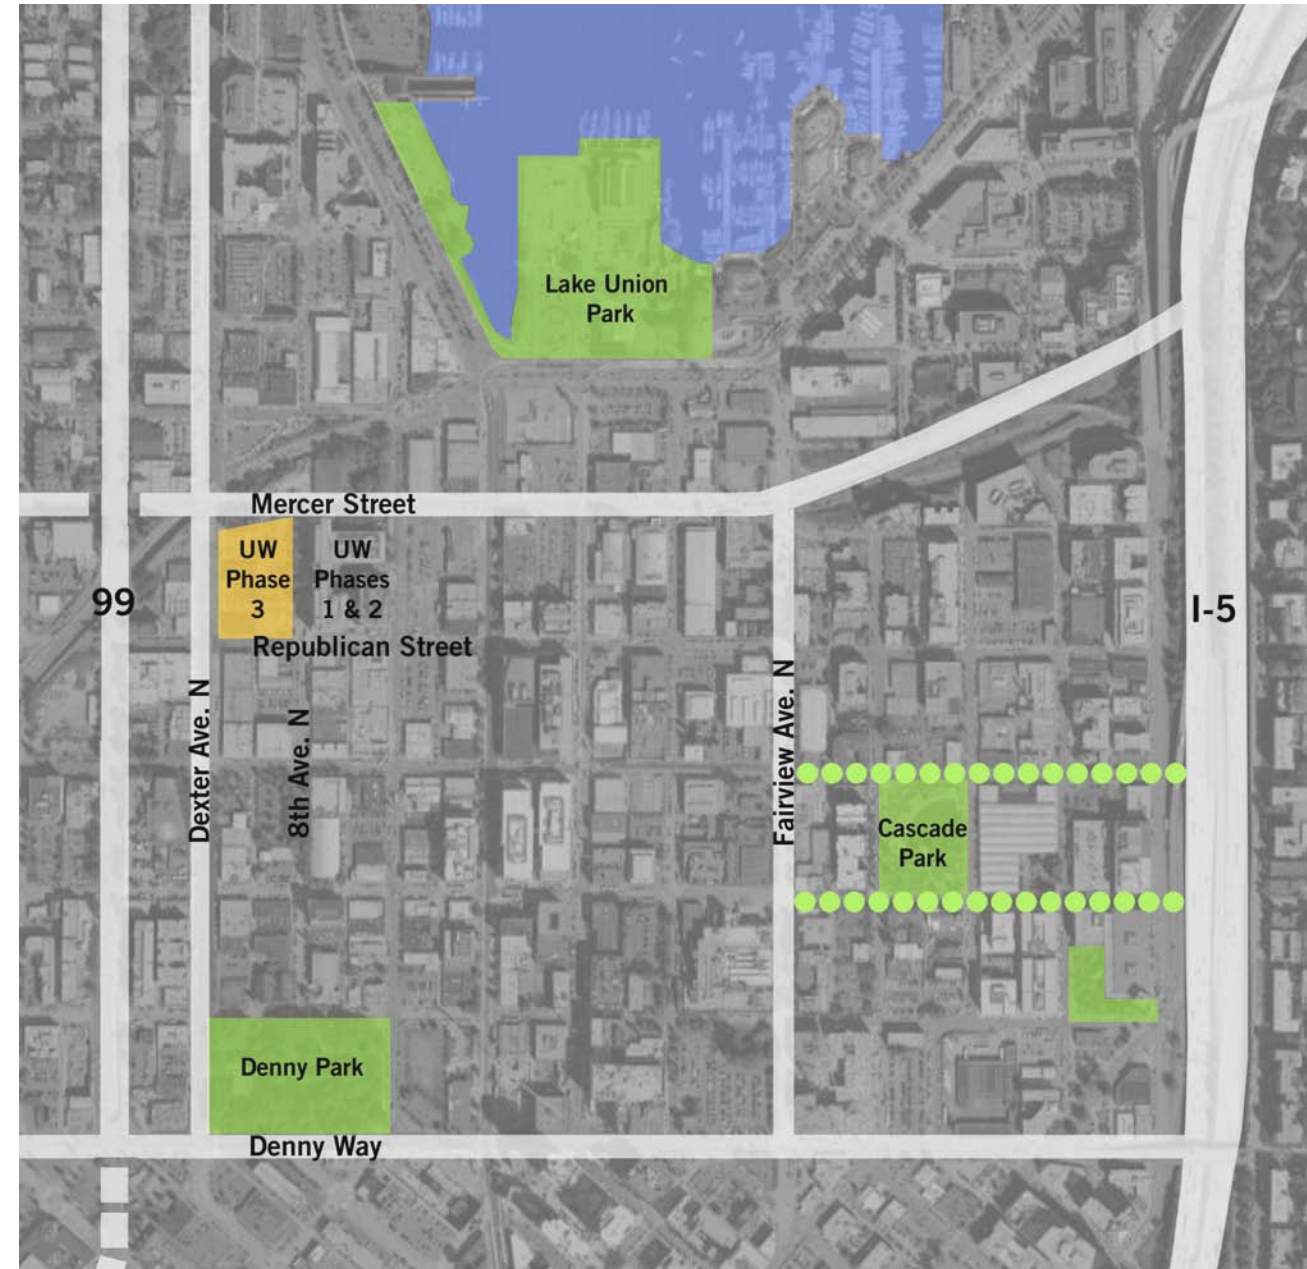 Lake Union
Park
Mercer Street
UW
Phase
3
UW
Phases
1 & 2
99
I-5
Republican Street
Dexter Ave. N
8th Ave. N
Fairview Ave. N
Cascade
Park
Denny Park
Denny Way